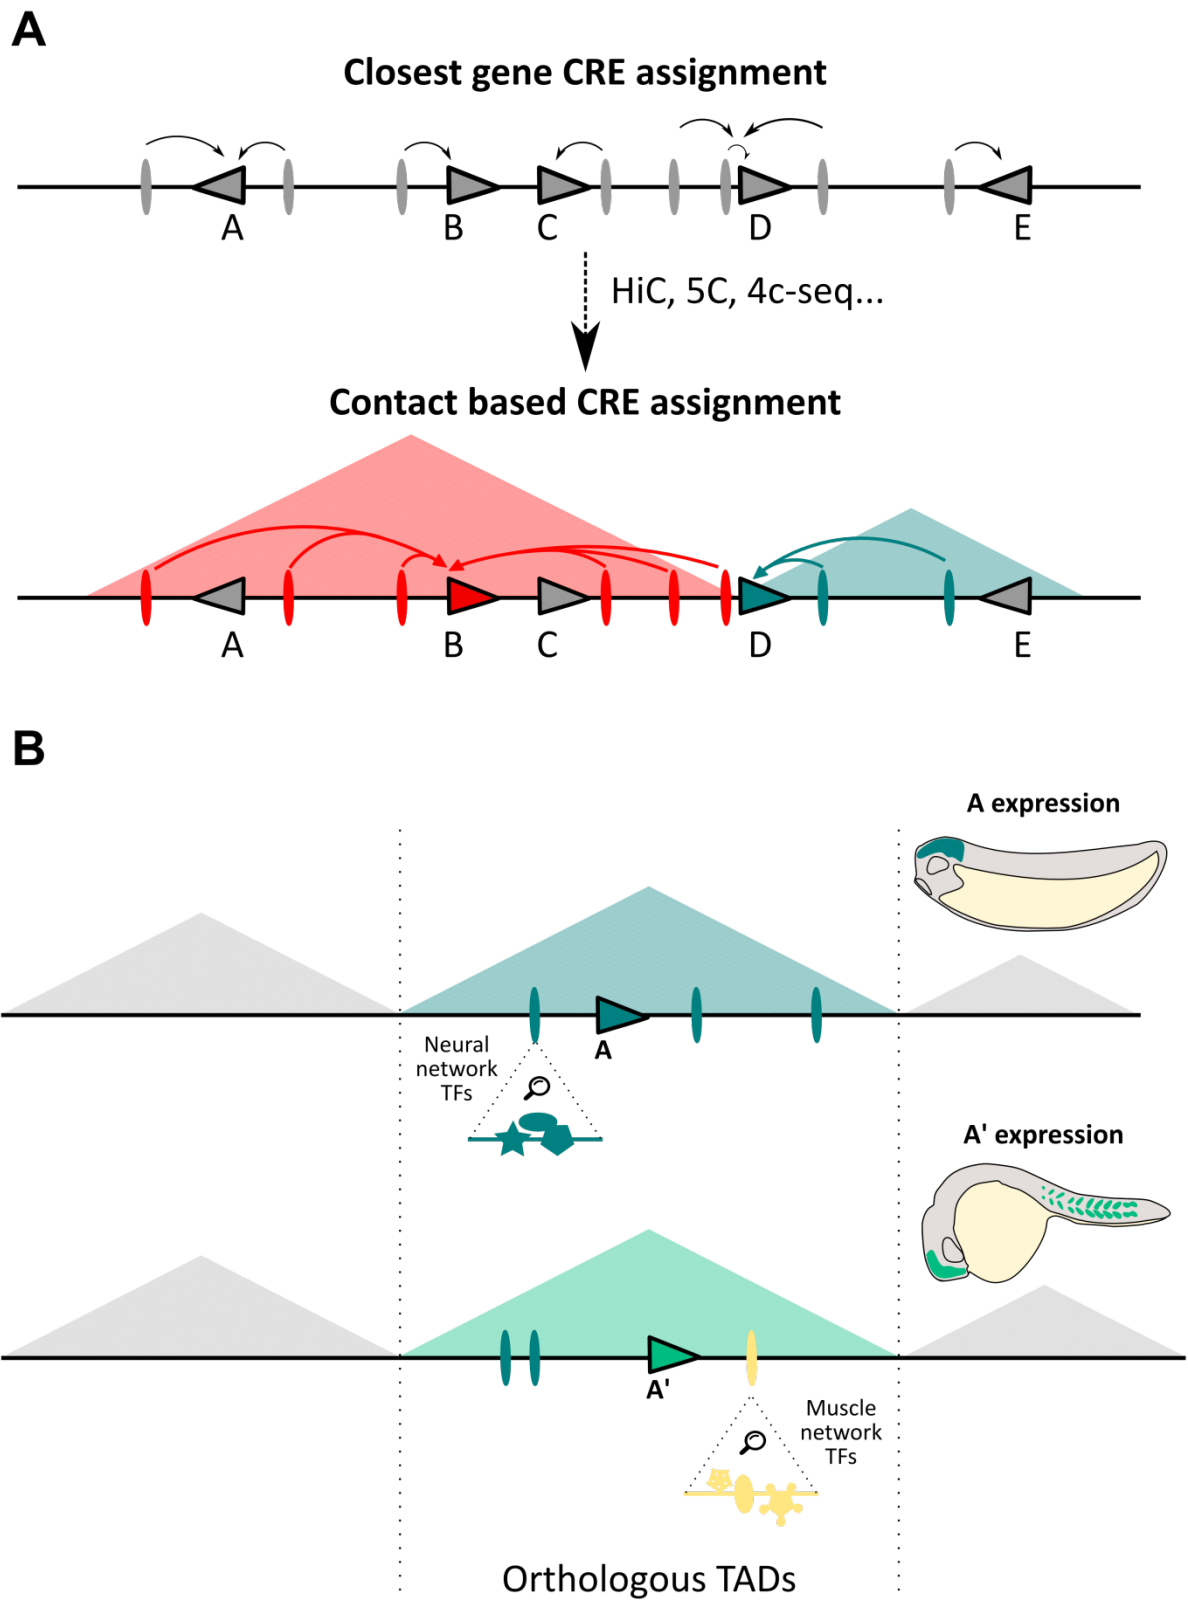 A
Closest gene CRE assignment
A B C D E
HiC, 5C, 4c-seq...
Contact based CRE assignment
A B C D E
B
A expression
Neural
network
TFs
A
A' expression
A'
Muscle
network
TFs
Orthologous TADs